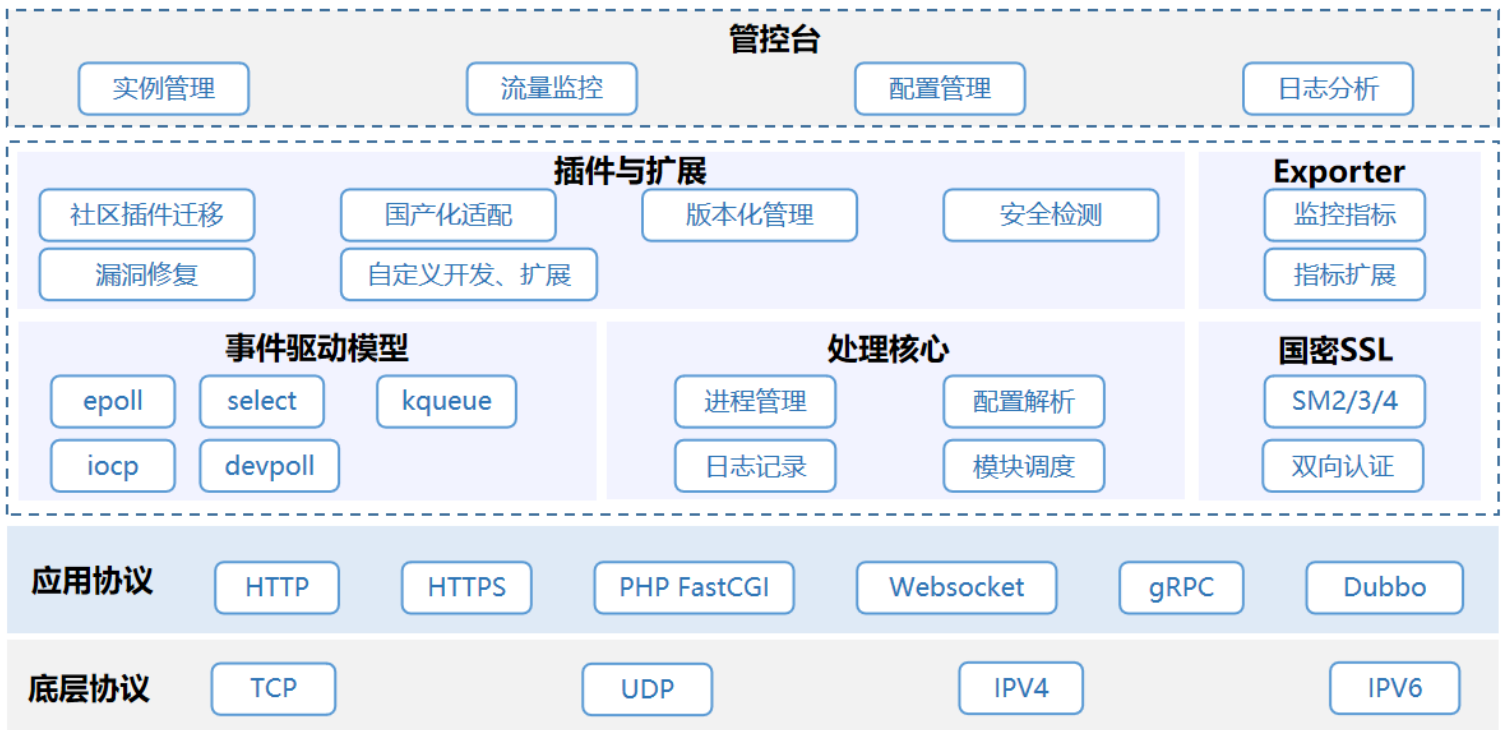 管控台
实例管理 流量监控 配置管理 日志分析
插件与扩展
社区插件迁移 国产化适配 版本化管理 安全检测
漏洞修复 自定义开发、扩展
Exporter
监控指标
指标扩展
事件驱动模型
epoll select kqueue
iocp devpoll
处理核心
进程管理 配置解析
日志记录 模块调度
国密SSL
SM2/3/4
双向认证
应用协议 HTTP HTTPS PHP FastCGI Websocket gRPC Dubbo
底层协议 TCP UDP IPV4 IPV6